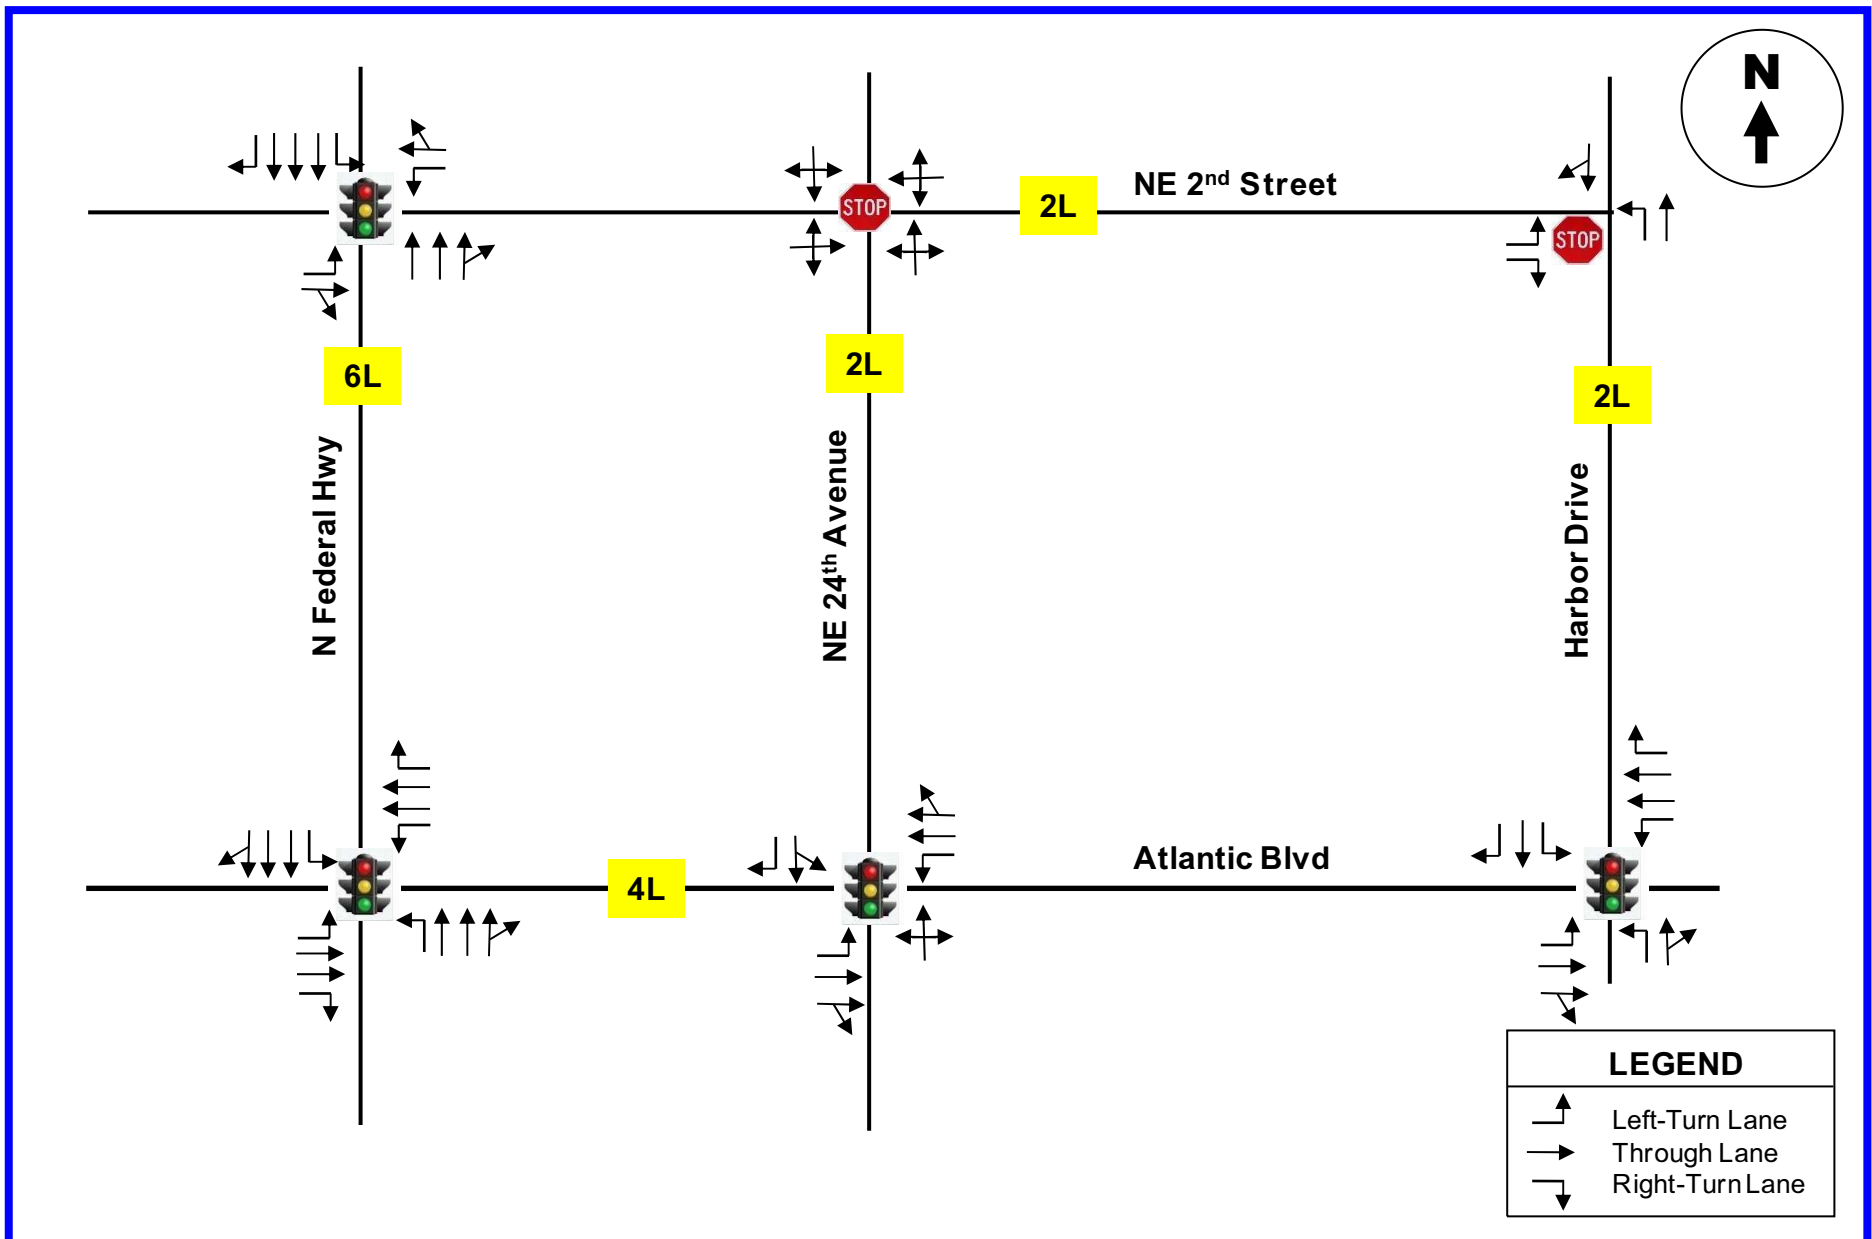 N
NE 2nd Street
STOP
2L
STOP
6L
2L
2L
N Federal Hwy
NE 24th Avenue
Harbor Drive
Atlantic Blvd
4L
LEGEND
Left-Turn Lane
Through Lane
Right-Turn Lane